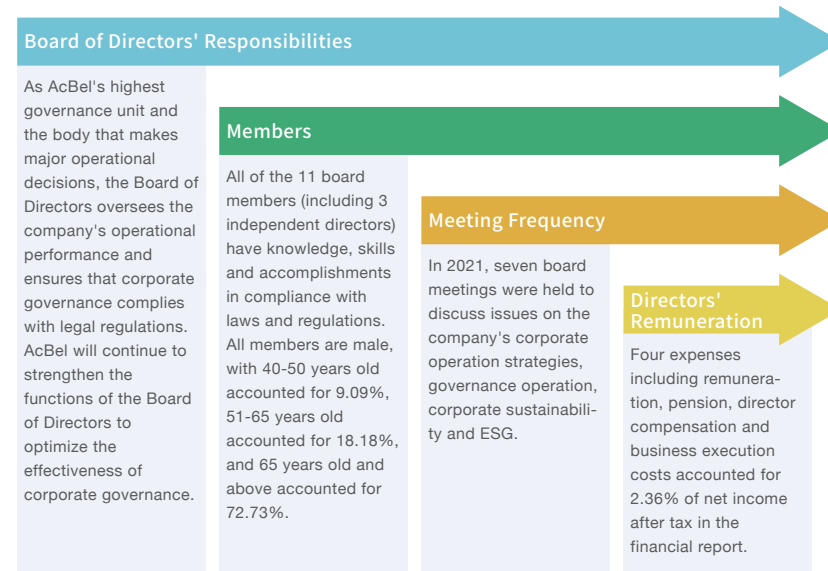 Board of Directors' Responsibilities
As AcBel's highest
governance unit and
the body that makes
major operational
decisions, the Board of
Directors oversees the
company's operational
performance and
ensures that corporate
governance complies
with legal regulations.
AcBel will continue to
strengthen the
functions of the Board
of Directors to
optimize the
effectiveness of
corporate governance.
Members
All of the 11 board
members (including 3
independent directors)
have knowledge, skills
and accomplishments
in compliance with
laws and regulations.
All members are male,
with 40-50 years old
accounted for 9.09%,
51-65 years old
accounted for 18.18%,
and 65 years old and
above accounted for
72.73%.
Meeting Frequency
In 2021, seven board
meetings were held to
discuss issues on the
company's corporate
operation strategies,
governance operation,
corporate sustainabili-
ty and ESG.
Directors'
Remuneration
Four expenses
including remunera-
tion, pension, director
compensation and
business execution
costs accounted for
2.36% of net income
after tax in the
financial report.